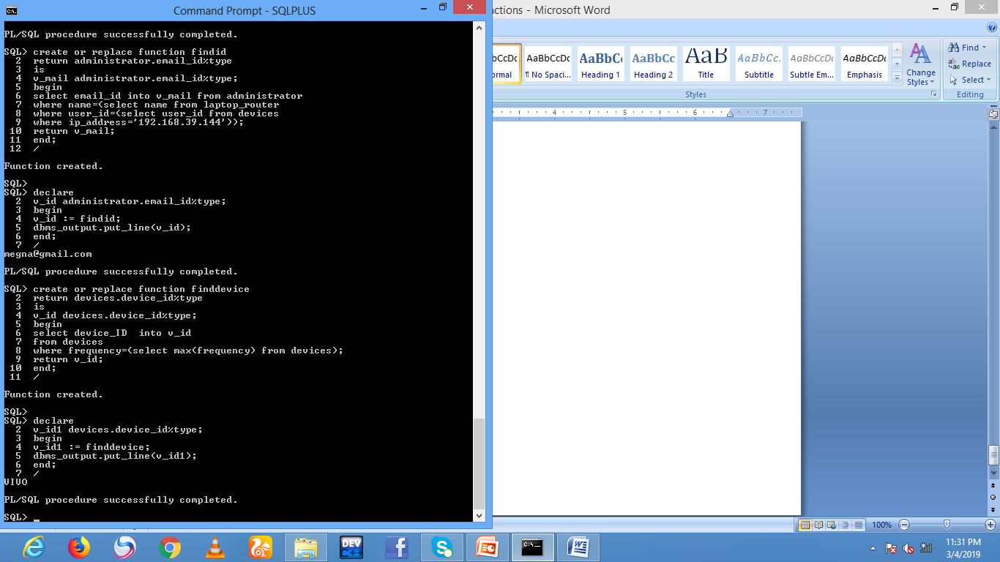 Command Prompt - SQLPLUS
PL/SQL procedure successfully completed.
SQL> create or replace function findid
2 return administrator.email_id%type
3 is
4 v_mail administrator.email_id%type;
5 begin
6 select email_id into v_mail from administrator
7 where name=(select name from laptop_router
8 where user_id=(select user_id from devices
9 where ip_address='192.168.39.144'));
10 return v_mail;
11 end;
12 /
Function created.
SQL>
SQL> declare
2 v_id administrator.email_id%type;
3 begin
4 v_id := findid;
5 dbms_output.put_line(v_id);
6 end;
7 /
megna@gmail.com
PL/SQL procedure successfully completed.
SQL> create or replace function finddevice
2 return devices.device_id%type
3 is
4 v_id devices.device_id%type;
5 begin
6 select device_ID  into v_id
7 from devices
8 where frequency=(select max(frequency) from devices);
9 return v_id;
10 end;
11 /
Function created.
SQL>
SQL> declare
2 v_id1 devices.device_id%type;
3 begin
4 v_id1 := finddevice;
5 dbms_output.put_line(v_id1);
6 end;
7 /
VIVO
PL/SQL procedure successfully completed.
SQL> _
ctions - Microsoft Word
bCcDc AaBbCcDc AaBbCc AaBbCc AaB AaBbCc. AaBbCcDc AaBbCcDc
ormal ¶ No Spaci... Heading 1 Heading 2 Title Subtitle Subtle Em... Emphasis
Change
Styles
Find
Replace
Select
Styles
Editing
4 5 6 7
100%
DEV
C++
C:\
11:31 PM
3/4/2019